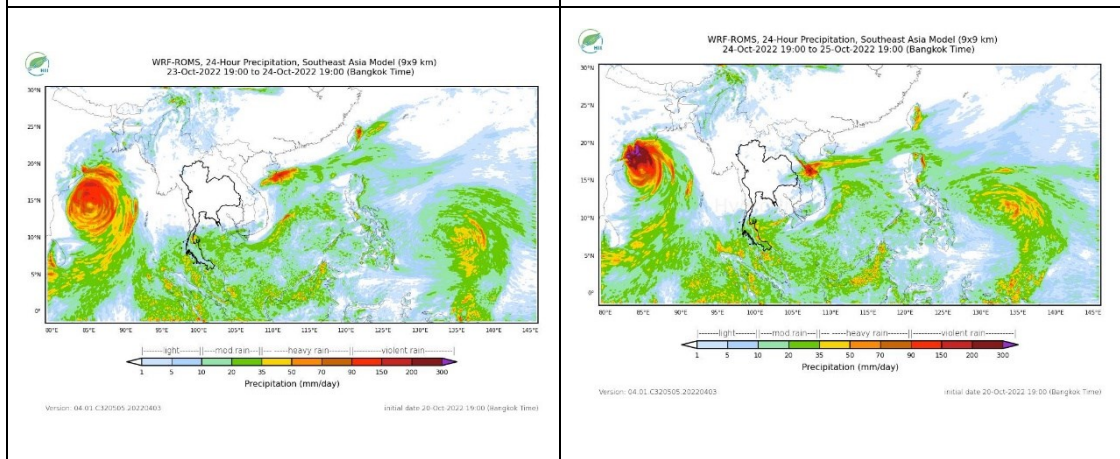 WRF-ROMS, 24-Hour Precipitation, Southeast Asia Model (9x9 km)
23-Oct-2022 19:00 to 24-Oct-2022 19:00 (Bangkok Time)
30°N
25°N
20°N
15°N
10°N
5°N
0°
80°E 85°E 90°E 95°E 100°E 105°E 110°E 115°E 120°E 125°E 130°E 135°E 140°E 145°E
|-------light-------||----mod.rain----||--- -----heavy rain-------||----------violent rain----------|
1 5 10 20 35 50 70 90 150 200 300
Precipitation (mm/day)
Version: 04.01.C320505.20220403
initial date 20-Oct-2022 19:00 (Bangkok Time)
WRF-ROMS, 24-Hour Precipitation, Southeast Asia Model (9x9 km)
24-Oct-2022 19:00 to 25-Oct-2022 19:00 (Bangkok Time)
30°N
25°N
20°N
15°N
10°N
5°N
0°
80°E 85°E 90°E 95°E 100°E 105°E 110°E 115°E 120°E 125°E 130°E 135°E 140°E 145°E
|-------light-------||----mod.rain----||--- -----heavy rain-------||----------violent rain----------|
1 5 10 20 35 50 70 90 150 200 300
Precipitation (mm/day)
Version: 04.01.C320505.20220403
initial date 20-Oct-2022 19:00 (Bangkok Time)